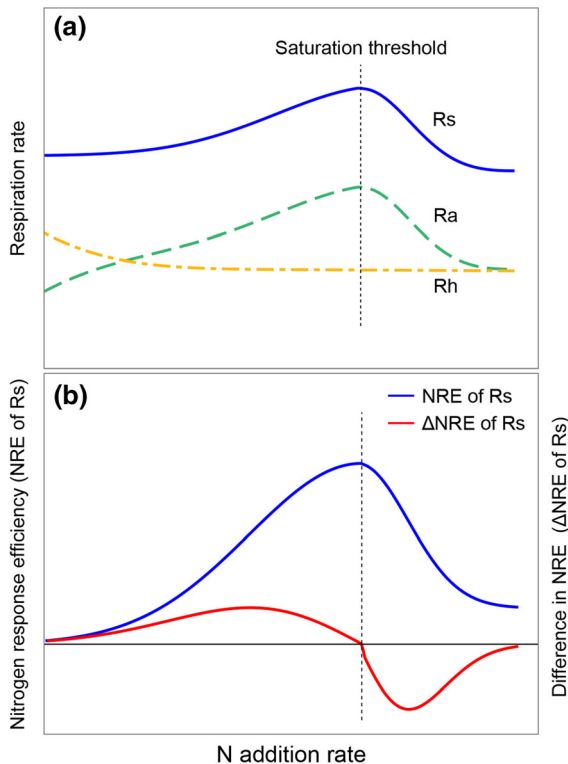 (a)
Saturation threshold
Rs
Ra
Rh
Respiration rate
(b)
NRE of Rs
ΔNRE of Rs
Nitrogen response efficiency (NRE of Rs)
Difference in NRE (ΔNRE of Rs)
N addition rate